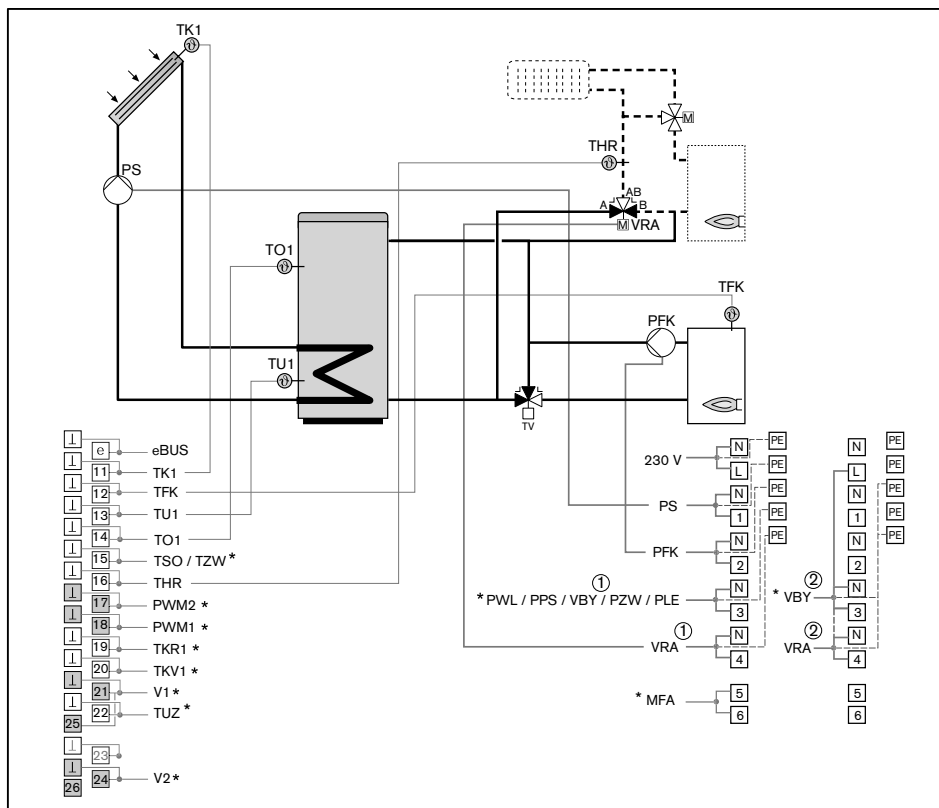 TK1
M
THR
PS
AB
A
B
M
VRA
TO1
TFK
PFK
TU1
TV
⊥
e
eBUS
⊥
11
TK1
⊥
12
TFK
⊥
13
TU1
⊥
14
TO1
⊥
15
TSO / TZW *
⊥
16
THR
⊥
17
PWM2 *
⊥
18
PWM1 *
⊥
19
TKR1 *
⊥
20
TKV1 *
⊥
21
V1 *
⊥
22
TUZ *
25
⊥
23
⊥
24
V2 *
26
230 V
N
L
PE
PS
N
1
PE
PFK
N
2
PE
①
* PWL / PPS / VBY / PZW / PLE
N
3
PE
VRA ①
N
4
PE
* MFA
5
6
N
L
PE
N
1
PE
N
2
PE
②
* VBY
N
3
PE
②
VRA
N
4
PE
5
6